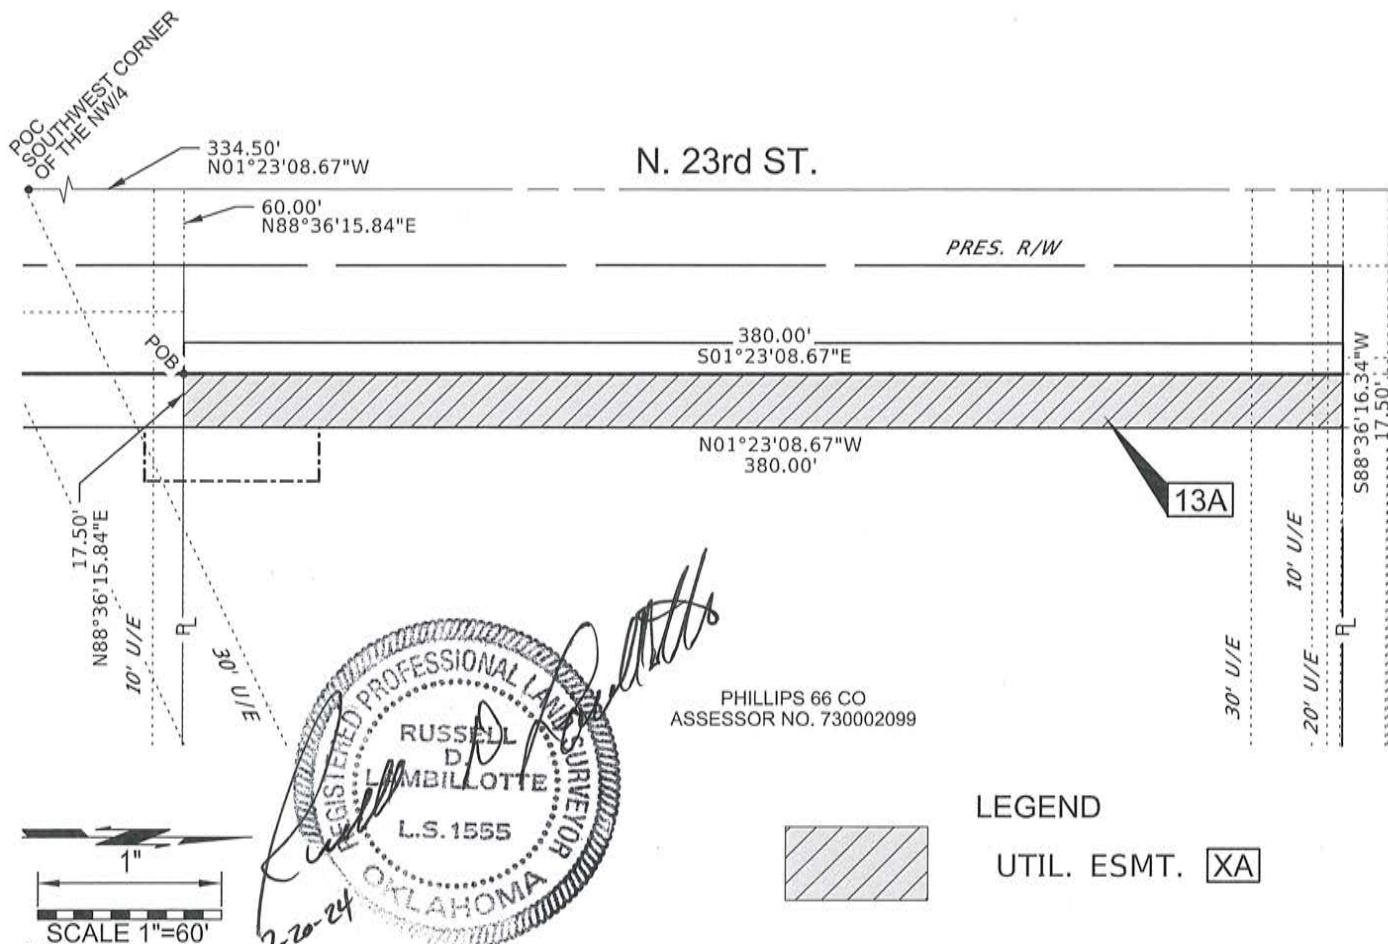 POC
SOUTHWEST CORNER
OF THE NW/4
334.50'
N01°23'08.67"W
N. 23rd ST.
60.00'
N88°36'15.84"E
PRES. R/W
POB
380.00'
S01°23'08.67"E
S88°36'16.34"W
17.50'
N01°23'08.67"W
380.00'
13A
17.50'
N88°36'15.84"E
10' U/E
PL
30' U/E
30' U/E
10' U/E
20' U/E
PL
PHILLIPS 66 CO
ASSESSOR NO. 730002099
REGISTERED PROFESSIONAL LAND SURVEYOR
RUSSELL
D.
LAMBILLOTTE
L.S.1555
OKLAHOMA
2-20-24
1"
SCALE 1"=60'
LEGEND
UTIL. ESMT. XA